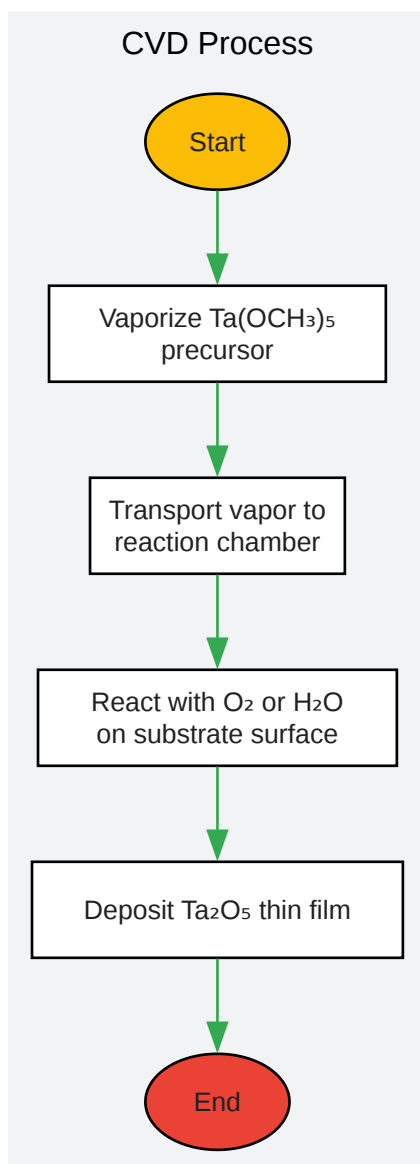 CVD Process
Start
Vaporize Ta(OCH₃)₅
precursor
Transport vapor to
reaction chamber
React with O₂ or H₂O
on substrate surface
Deposit Ta₂O₅ thin film
End